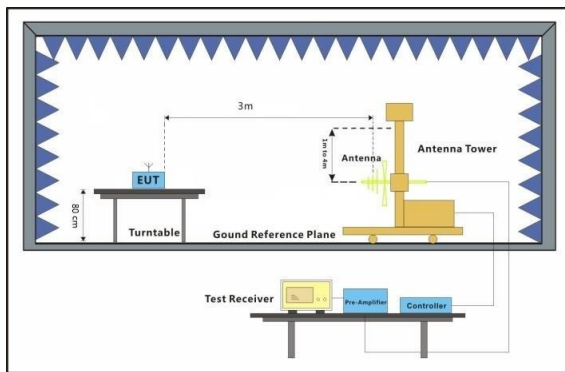 3m
1m to 4m
Antenna
Antenna Tower
EUT
80 cm
Turntable
Gound Reference Plane
Test Receiver
Pre-Amplifier
Controller